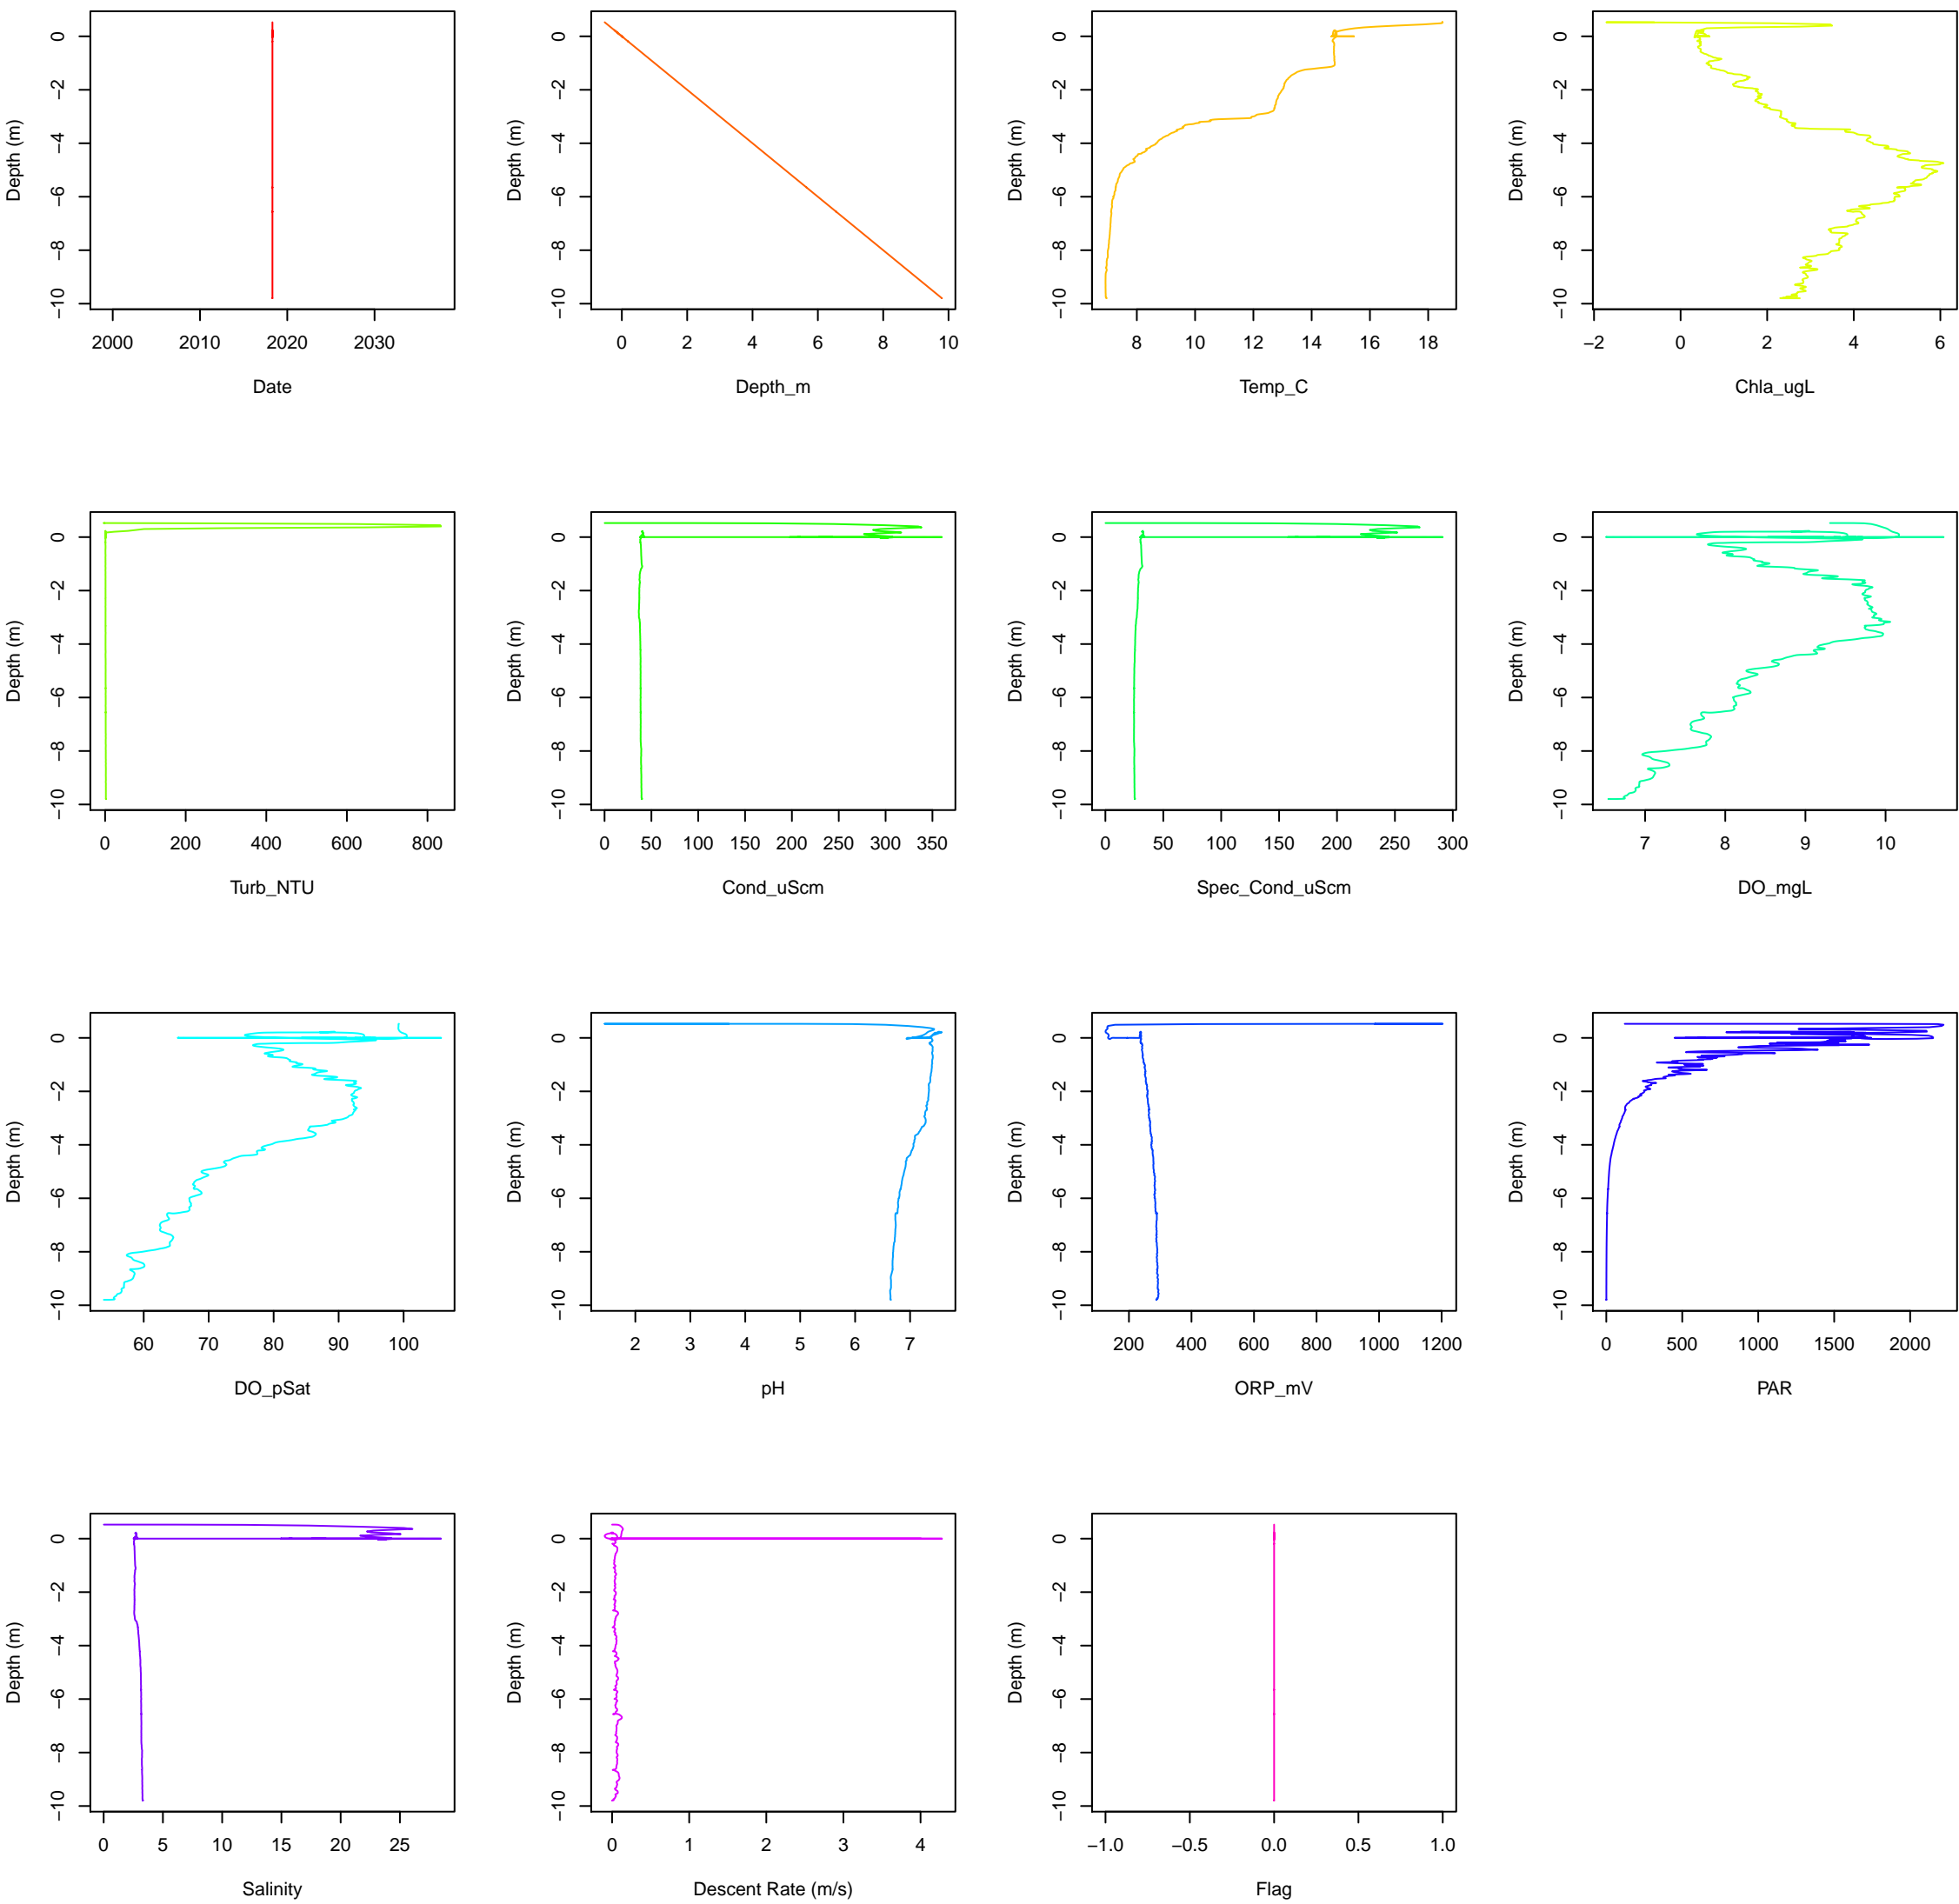 Depth (m)
0
−2
−4
−6
−8
−10
2000 2010 2020 2030
Date
Depth (m)
0
−2
−4
−6
−8
−10
0 2 4 6 8 10
Depth_m
Depth (m)
0
−2
−4
−6
−8
−10
8 10 12 14 16 18
Temp_C
Depth (m)
0
−2
−4
−6
−8
−10
−2 0 2 4 6
Chla_ugL
Depth (m)
0
−2
−4
−6
−8
−10
0 200 400 600 800
Turb_NTU
Depth (m)
0
−2
−4
−6
−8
−10
0 50 100 150 200 250 300 350
Cond_uScm
Depth (m)
0
−2
−4
−6
−8
−10
0 50 100 150 200 250 300
Spec_Cond_uScm
Depth (m)
0
−2
−4
−6
−8
−10
7 8 9 10
DO_mgL
Depth (m)
0
−2
−4
−6
−8
−10
60 70 80 90 100
DO_pSat
Depth (m)
0
−2
−4
−6
−8
−10
2 3 4 5 6 7
pH
Depth (m)
0
−2
−4
−6
−8
−10
200 400 600 800 1000 1200
ORP_mV
Depth (m)
0
−2
−4
−6
−8
−10
0 500 1000 1500 2000
PAR
Depth (m)
0
−2
−4
−6
−8
−10
0 5 10 15 20 25
Salinity
Depth (m)
0
−2
−4
−6
−8
−10
0 1 2 3 4
Descent Rate (m/s)
Depth (m)
0
−2
−4
−6
−8
−10
−1.0 −0.5 0.0 0.5 1.0
Flag